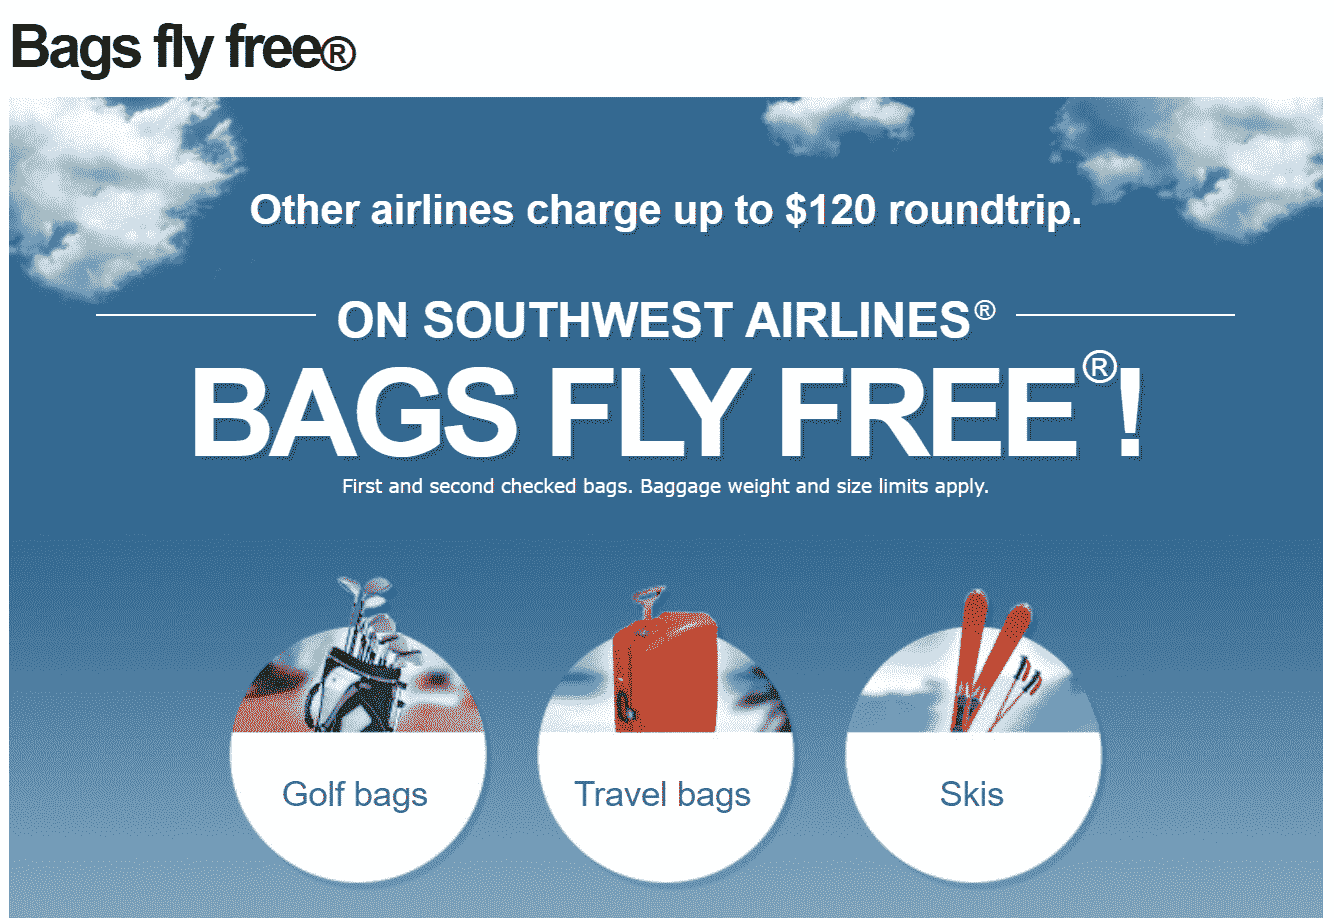 Bags fly free®
Other airlines charge up to $120 roundtrip.
ON SOUTHWEST AIRLINES®
BAGS FLY FREE®!
First and second checked bags. Baggage weight and size limits apply.
Golf bags
Travel bags
Skis